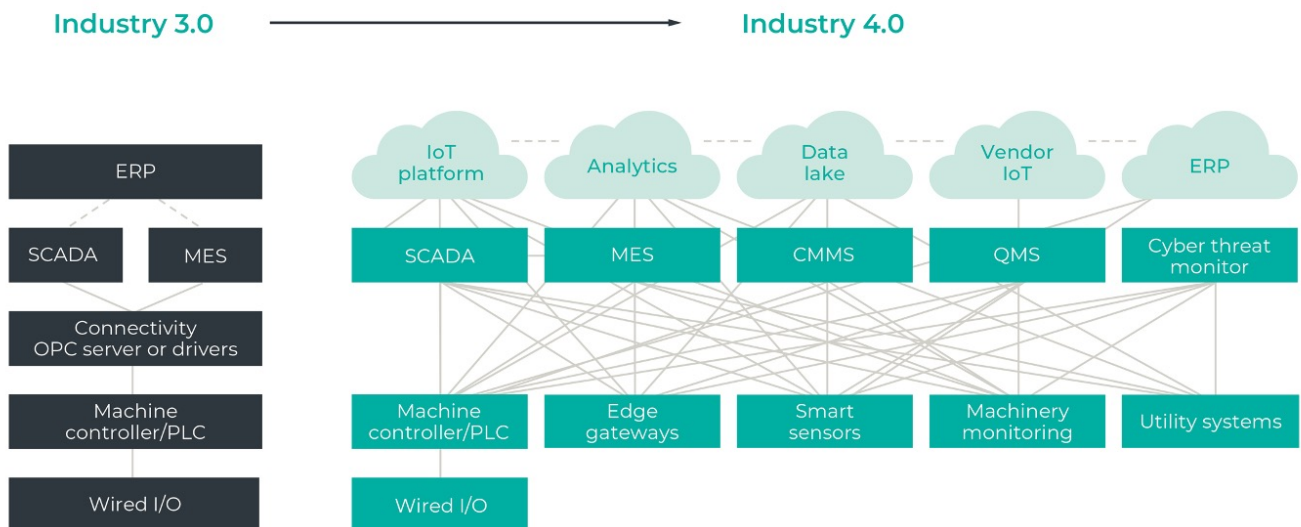 Industry 3.0
Industry 4.0
ERP
SCADA
MES
Connectivity
OPC server or drivers
Machine
controller/PLC
Wired I/O
IoT
platform
Analytics
Data
lake
Vendor
IoT
ERP
SCADA
MES
CMMS
QMS
Cyber threat
monitor
Machine
controller/PLC
Edge
gateways
Smart
sensors
Machinery
monitoring
Utility systems
Wired I/O